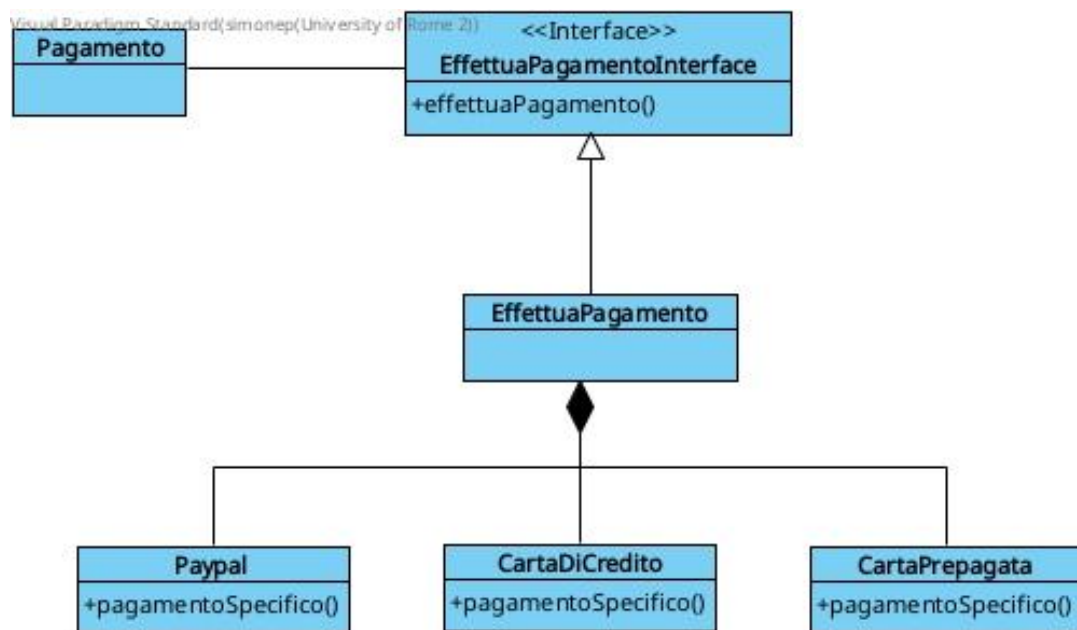 Visual Paradigm Standard(simonep(University of Rome 2))
Pagamento
<<Interface>>
EffettuaPagamentoInterface
+effettuaPagamento()
EffettuaPagamento
Paypal
+pagamentoSpecifico()
CartaDiCredito
+pagamentoSpecifico()
CartaPrepagata
+pagamentoSpecifico()